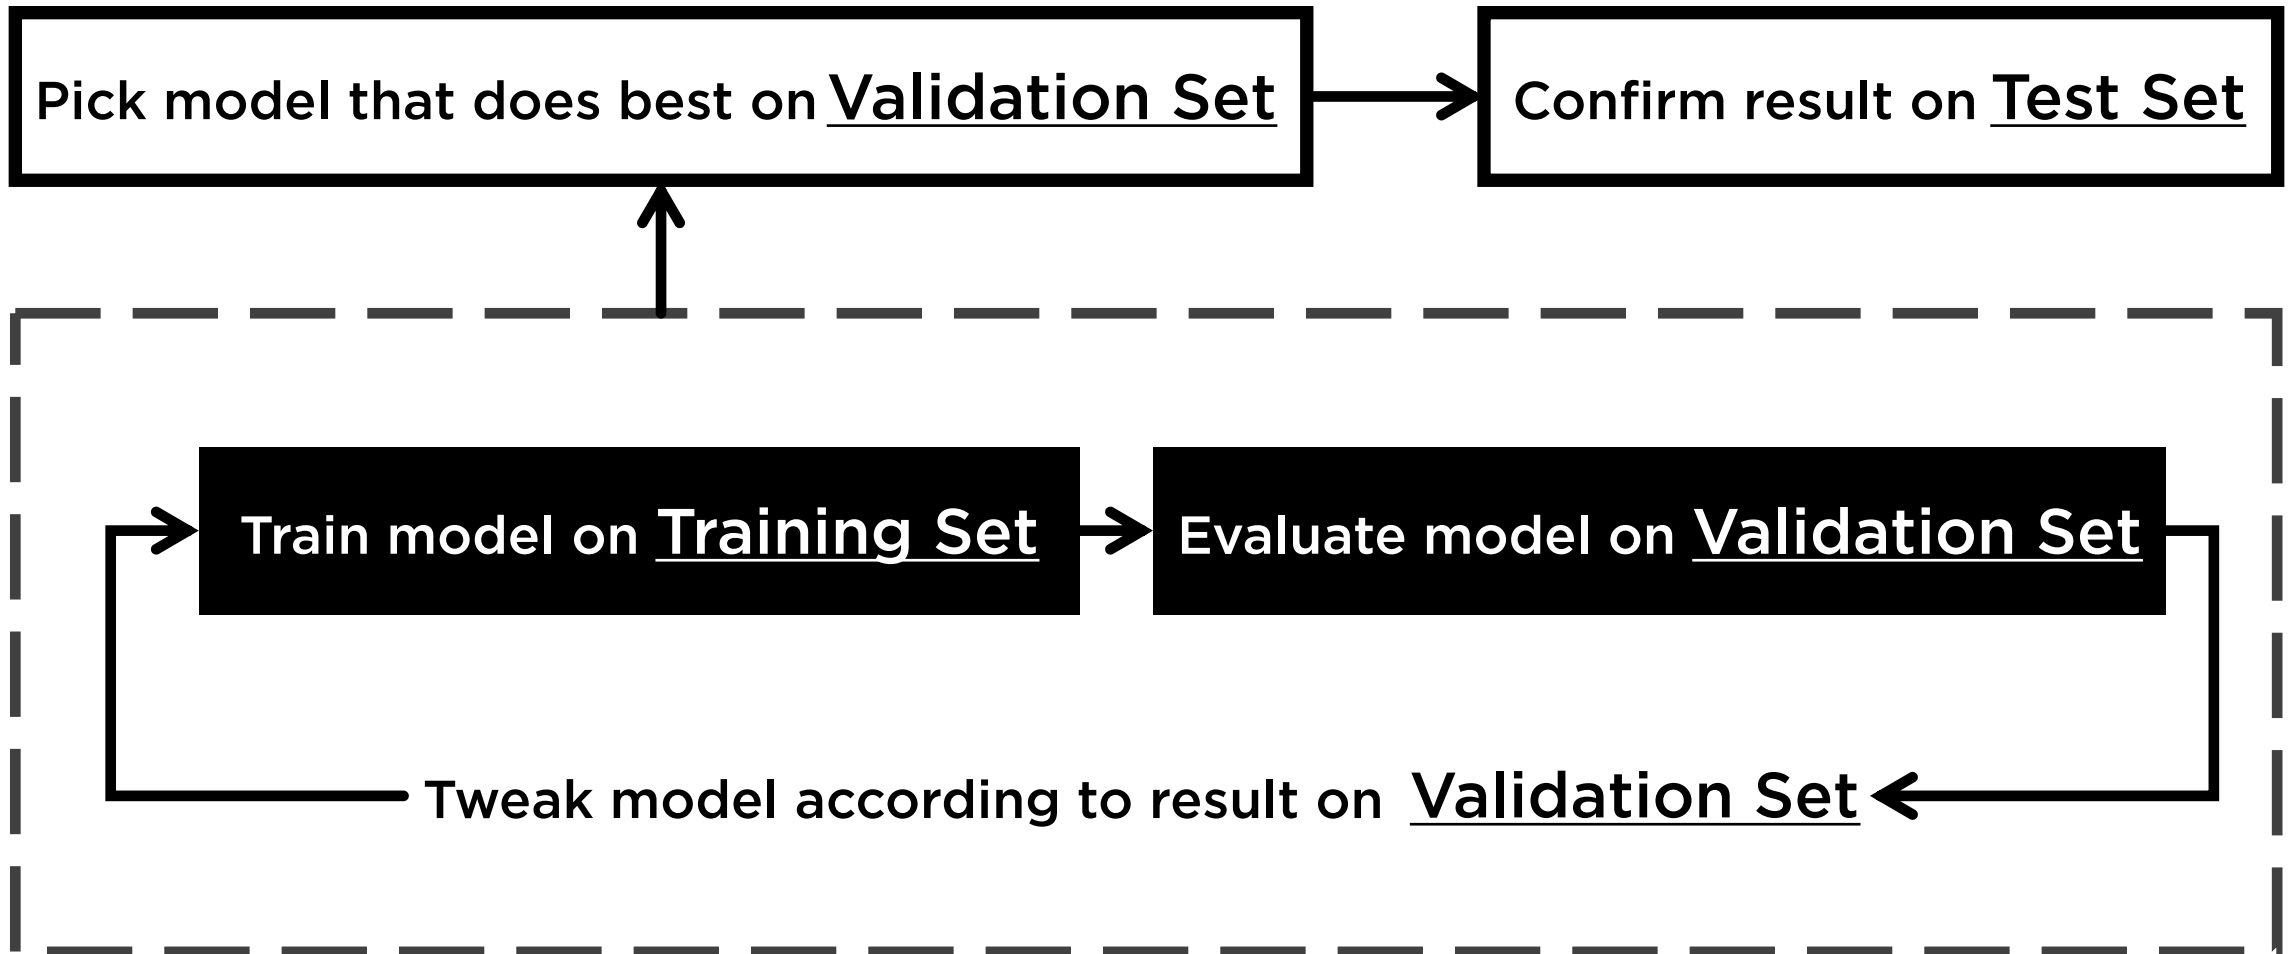 Pick model that does best on Validation Set
Confirm result on Test Set
Train model on Training Set
Evaluate model on Validation Set
Tweak model according to result on Validation Set